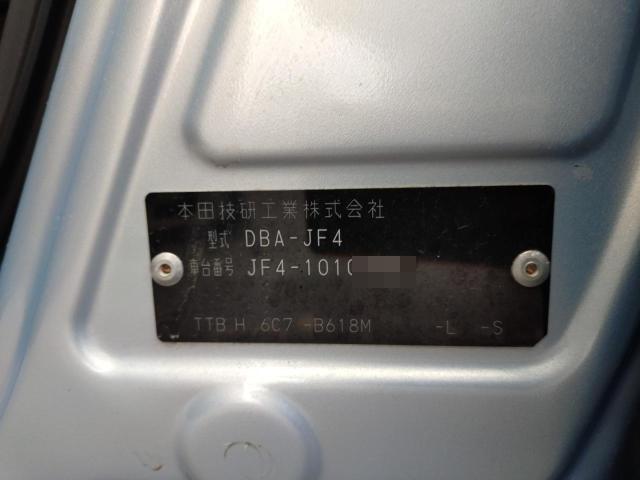 本田技研工業株式会社
型式 DBA-JF4
車台番号 JF4-1010
TTB H 6C7 -B618M -L -S